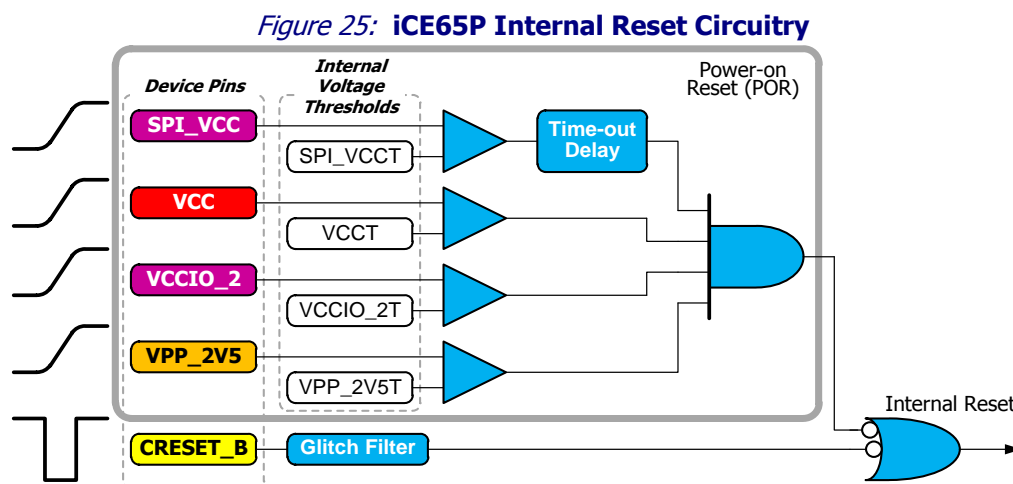 Figure 25: iCE65P Internal Reset Circuitry
Device Pins
Internal
Voltage
Thresholds
Power-on
Reset (POR)
SPI_VCC
SPI_VCCT
Time-out
Delay
VCC
VCCT
VCCIO_2
VCCIO_2T
VPP_2V5
VPP_2V5T
Internal Reset
CRESET_B
Glitch Filter